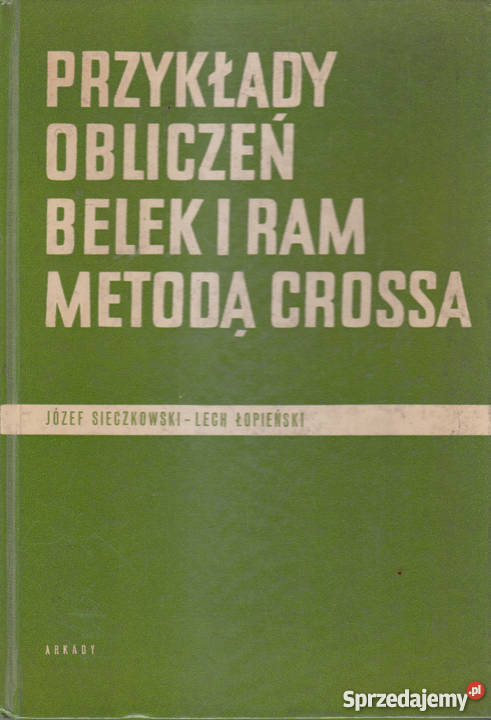 PRZYKŁADY
OBLICZEŃ
BELEK I RAM
METODĄ CROSSA
JÓZEF SIECZKOWSKI - LECH ŁOPIEŃSKI
ARKADY
Sprzedajemy.pl